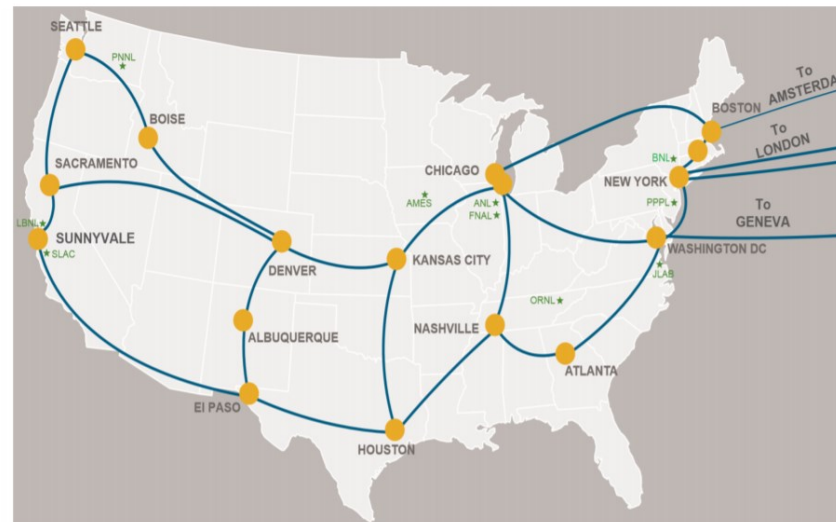 SEATTLE
PNNL
BOISE
To
AMSTERDA
BOSTON
To
LONDON
SACRAMENTO
CHICAGO
BNL
NEW YORK
AMES
ANL
FNAL
PPPL
To
GENEVA
LBNL
SUNNYVALE
SLAC
DENVER
KANSAS CITY
WASHINGTON DC
JLAB
ORNL
ALBUQUERQUE
NASHVILLE
ATLANTA
El PASO
HOUSTON